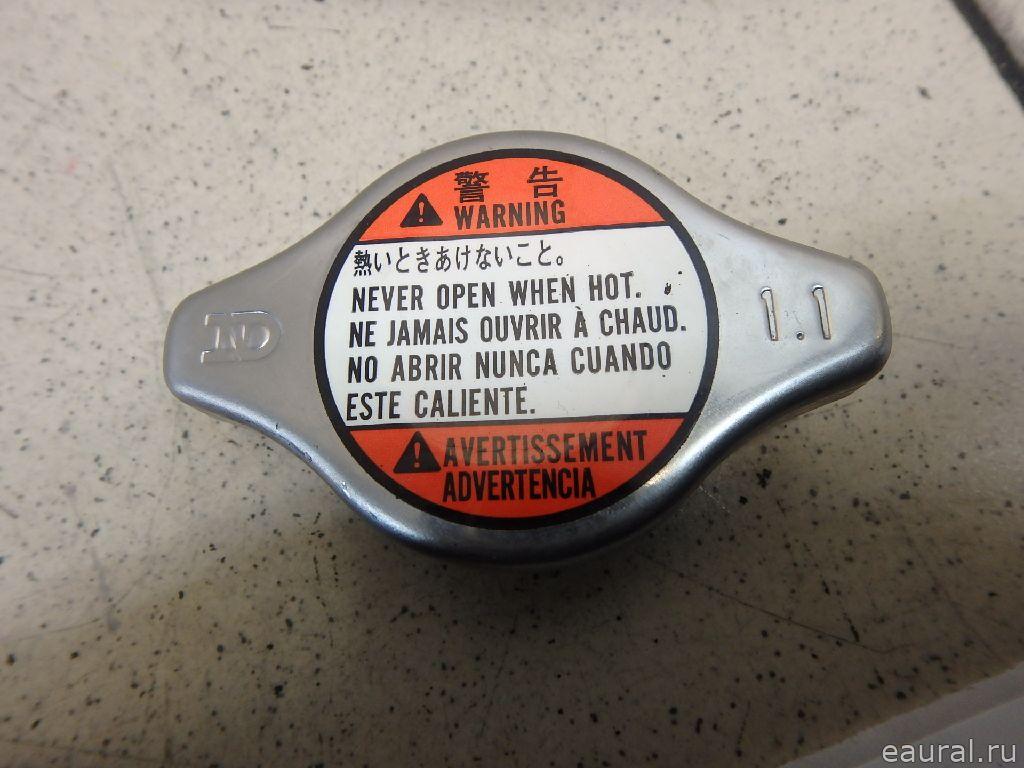 警告
WARNING
熱いときあけないこと。
NEVER OPEN WHEN HOT.
NE JAMAIS OUVRIR À CHAUD.
NO ABRIR NUNCA CUANDO
ESTE CALIENTE.
AVERTISSEMENT
ADVERTENCIA
1.1
eaural.ru